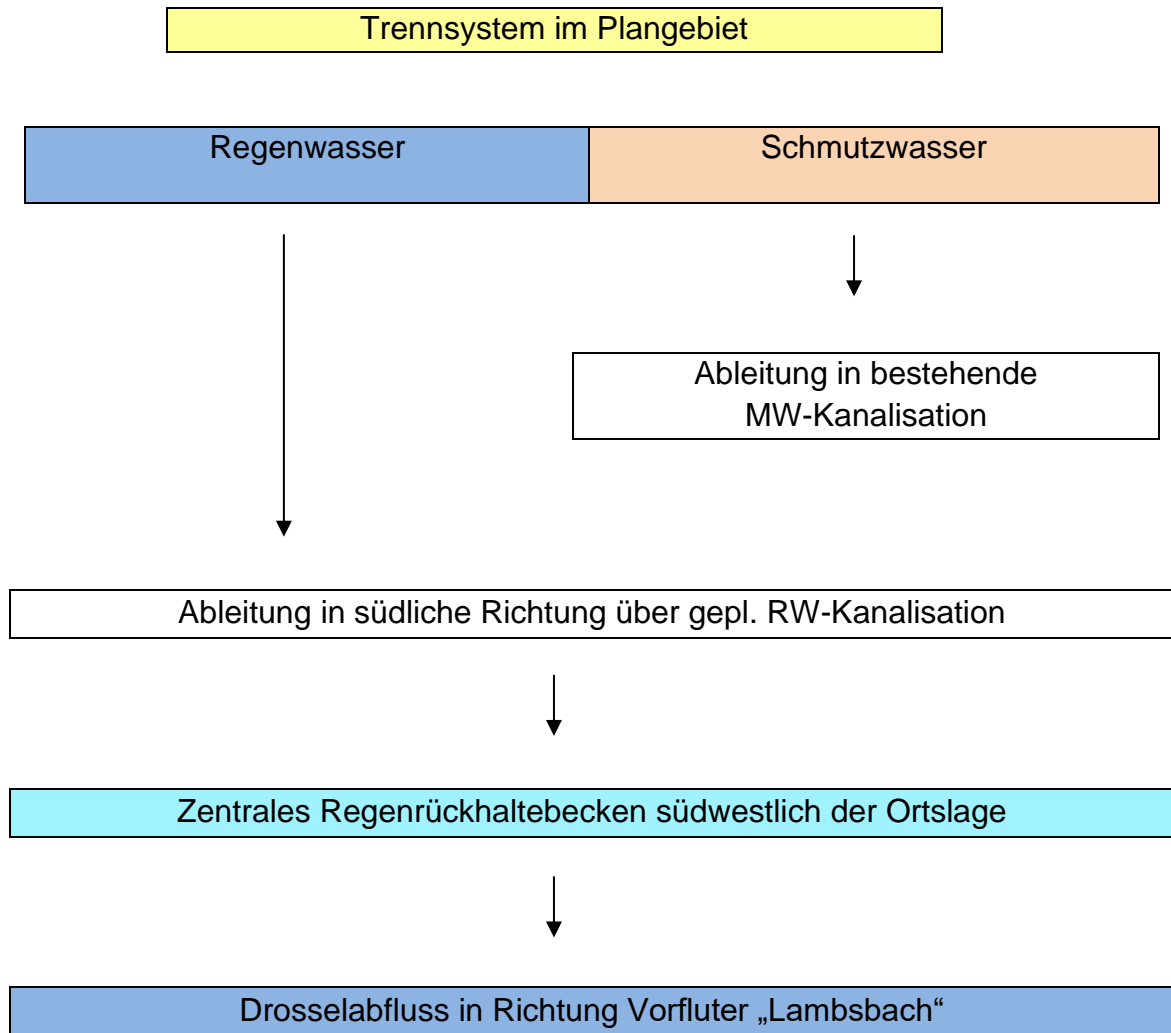 Trennsystem im Plangebiet
Regenwasser
Schmutzwasser
Ableitung in bestehende
MW-Kanalisation
Ableitung in südliche Richtung über gepl. RW-Kanalisation
Zentrales Regenrückhaltebecken südwestlich der Ortslage
Drosselabfluss in Richtung Vorfluter „Lambsbach“